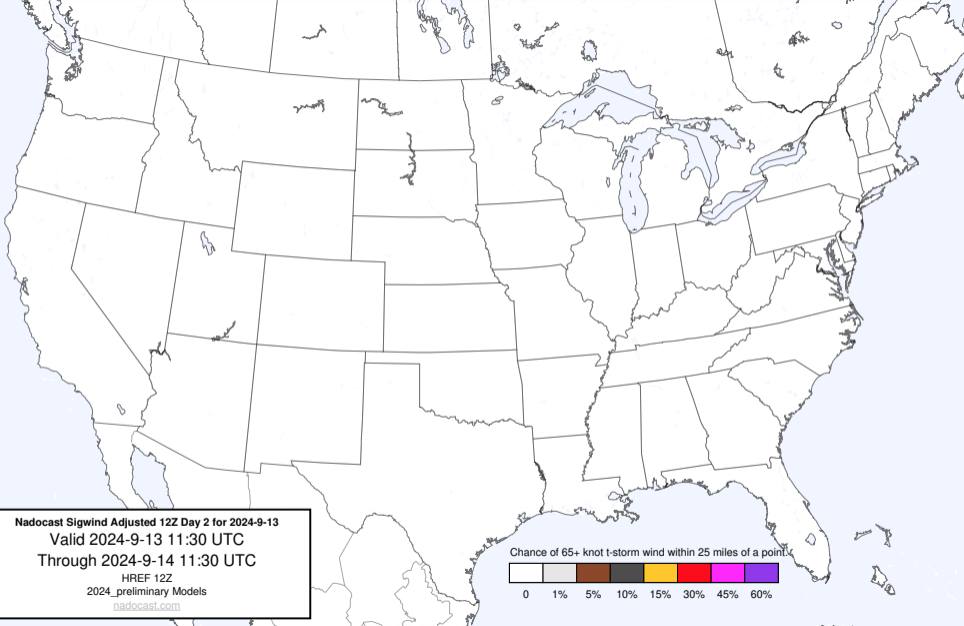 Nadocast Sigwind Adjusted 12Z Day 2 for 2024-9-13
Valid 2024-9-13 11:30 UTC
Through 2024-9-14 11:30 UTC
HREF 12Z
2024_preliminary Models
nadocast.com
Chance of 65+ knot t-storm wind within 25 miles of a point.
0 1% 5% 10% 15% 30% 45% 60%